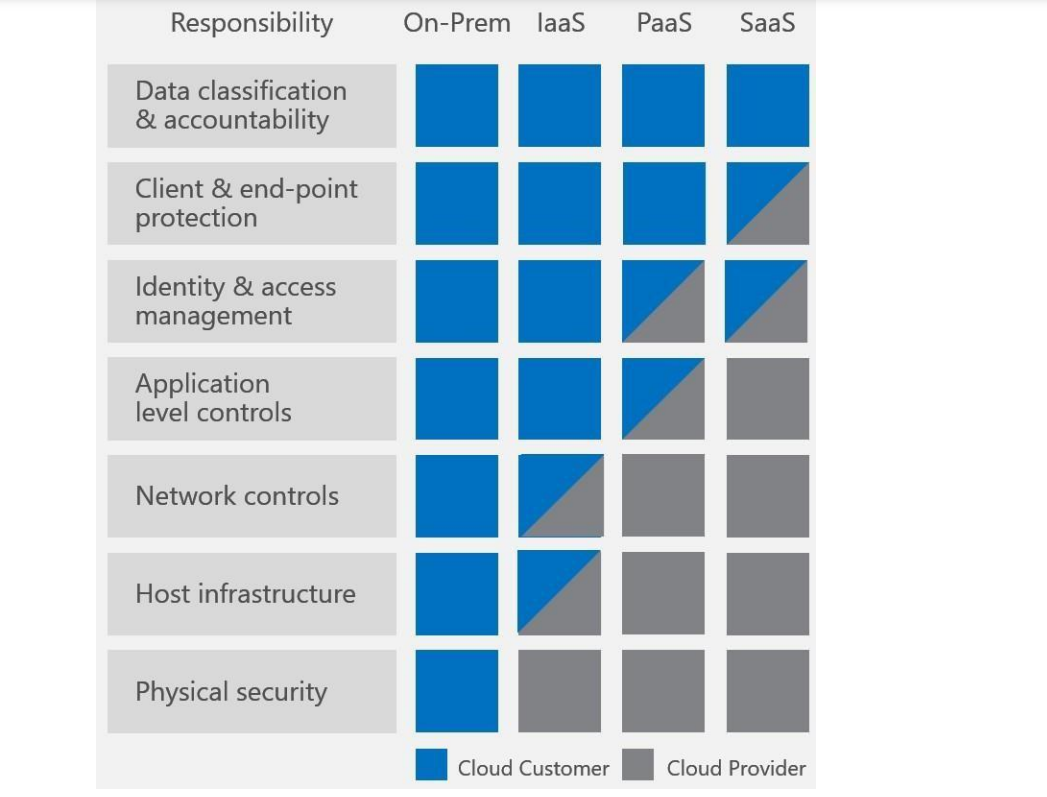 Responsibility On-Prem IaaS PaaS SaaS
Data classification
& accountability
Client & end-point
protection
Identity & access
management
Application
level controls
Network controls
Host infrastructure
Physical security
Cloud Customer Cloud Provider